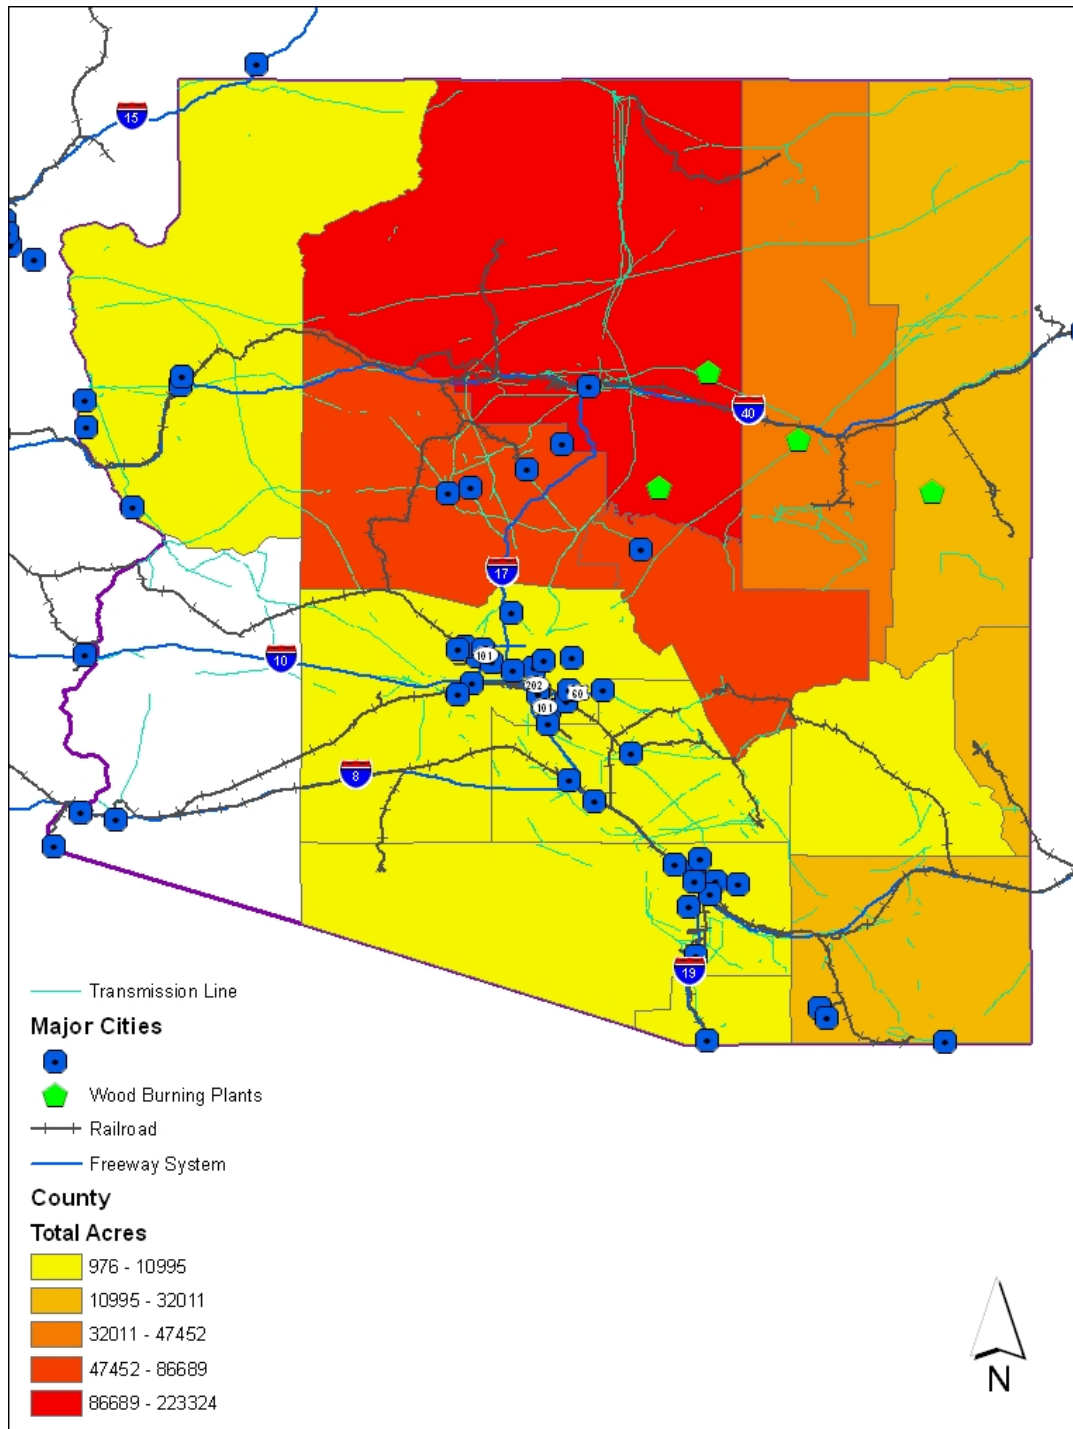 15
40
17
101
10
202
60
101
8
19
Transmission Line
Major Cities
Wood Burning Plants
Railroad
Freeway System
County
Total Acres
976 - 10995
10995 - 32011
32011 - 47452
47452 - 86689
86689 - 223324
N